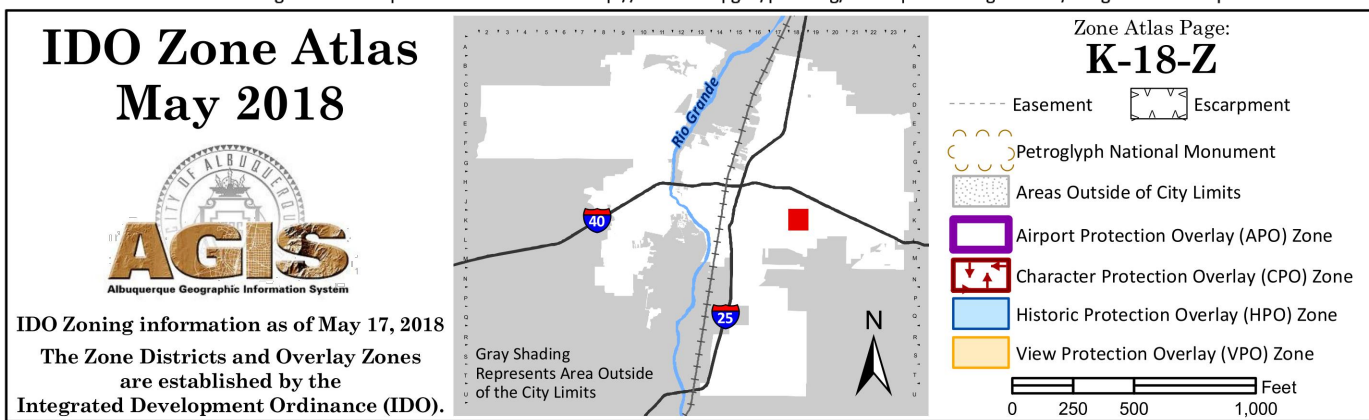 IDO Zone Atlas
May 2018
CITY OF ALBUQUERQUE
AGIS
Albuquerque Geographic Information System
IDO Zoning information as of May 17, 2018
The Zone Districts and Overlay Zones
are established by the
Integrated Development Ordinance (IDO).
Rio Grande
40
25
N
Gray Shading
Represents Area Outside
of the City Limits
Zone Atlas Page:
K-18-Z
Easement
Escarpment
Petroglyph National Monument
Areas Outside of City Limits
Airport Protection Overlay (APO) Zone
Character Protection Overlay (CPO) Zone
Historic Protection Overlay (HPO) Zone
View Protection Overlay (VPO) Zone
Feet
0 250 500 1,000